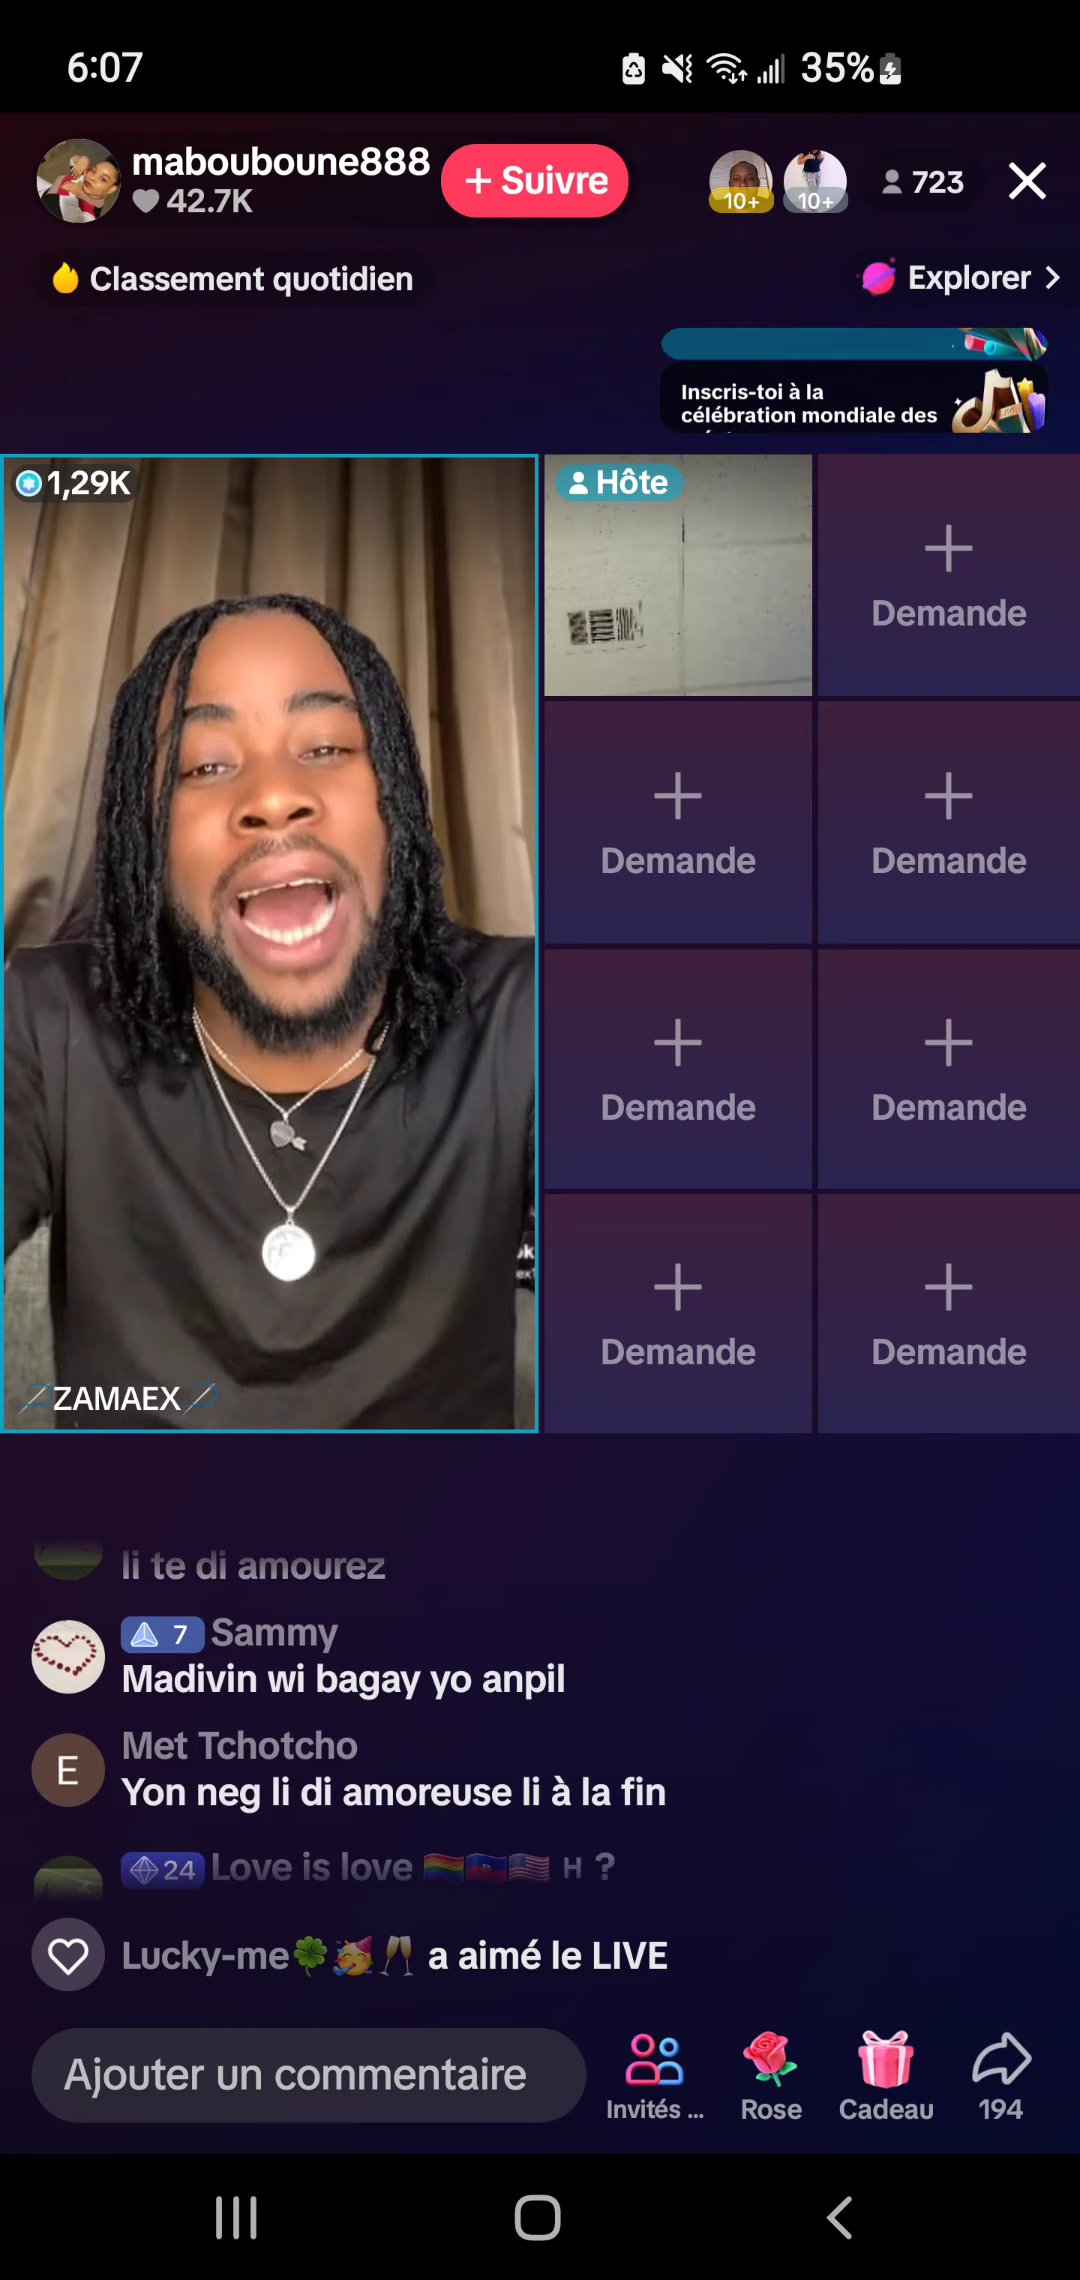 6:07
35%
mabouboune888
42.7K
+ Suivre
10+
10+
723
Classement quotidien
Explorer >
Inscris-toi à la
célébration mondiale des
1,29K
Hôte
Demande
Demande
Demande
Demande
Demande
Demande
Demande
ZAMAEX
li te di amourez
7 Sammy
Madivin wi bagay yo anpil
E
Met Tchotcho
Yon neg li di amoreuse li à la fin
24 Love is love 🏳️‍🌈🇭🇹🇺🇸 H ?
Lucky-me🍀🥳🥂 a aimé le LIVE
Ajouter un commentaire
Invités ...
Rose
Cadeau
194